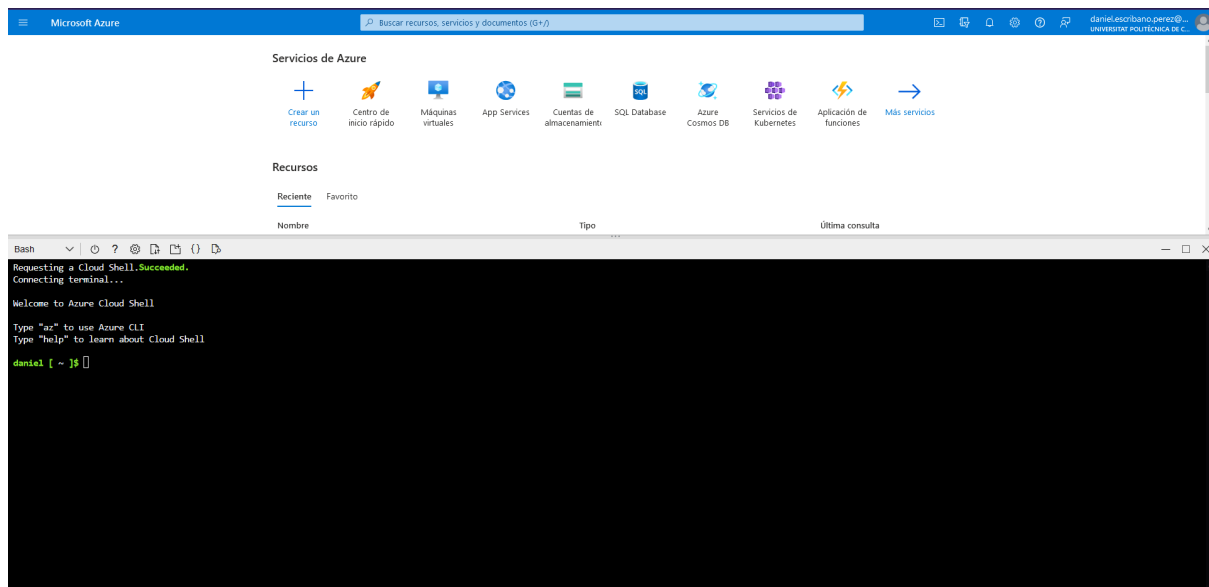 Microsoft Azure
Buscar recursos, servicios y documentos (G+/)
daniel.escribano.perez@...
UNIVERSITAT POLITÈCNICA DE C...
Servicios de Azure
Crear un recurso
Centro de inicio rápido
Máquinas virtuales
App Services
Cuentas de almacenamiento
SQL
SQL Database
Azure Cosmos DB
Servicios de Kubernetes
Aplicación de funciones
Más servicios
Recursos
Reciente Favorito
Nombre Tipo Última consulta
Bash
Requesting a Cloud Shell.Succeeded.
Connecting terminal...
Welcome to Azure Cloud Shell
Type "az" to use Azure CLI
Type "help" to learn about Cloud Shell
daniel [ ~ ]$